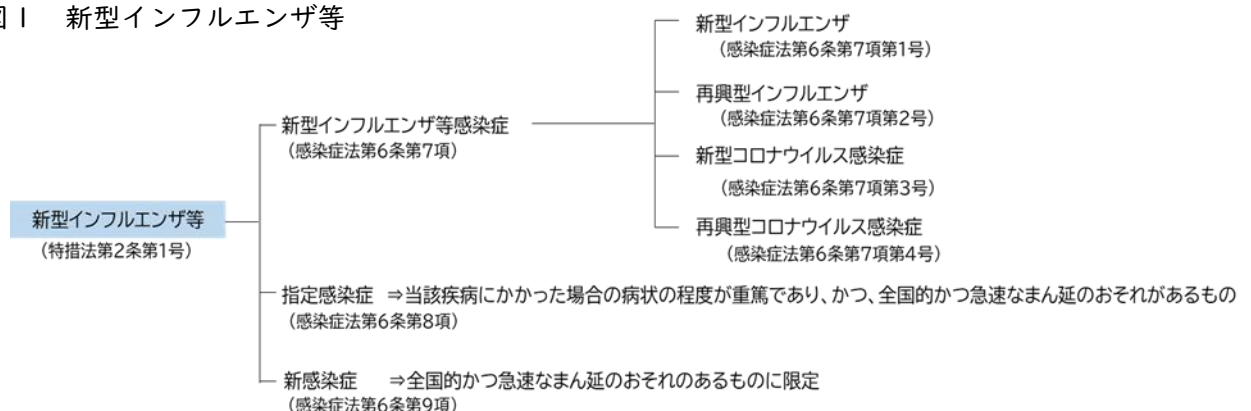 図1 新型インフルエンザ等
新型インフルエンザ
(感染症法第6条第7項第1号)
再興型インフルエンザ
(感染症法第6条第7項第2号)
新型インフルエンザ等感染症
(感染症法第6条第7項)
新型コロナウイルス感染症
(感染症法第6条第7項第3号)
再興型コロナウイルス感染症
(感染症法第6条第7項第4号)
新型インフルエンザ等
(特措法第2条第1号)
指定感染症 ⇒当該疾病にかかった場合の病状の程度が重篤であり、かつ、全国的かつ急速なまん延のおそれがあるもの
(感染症法第6条第8項)
新感染症 ⇒全国的かつ急速なまん延のおそれのあるものに限定
(感染症法第6条第9項)